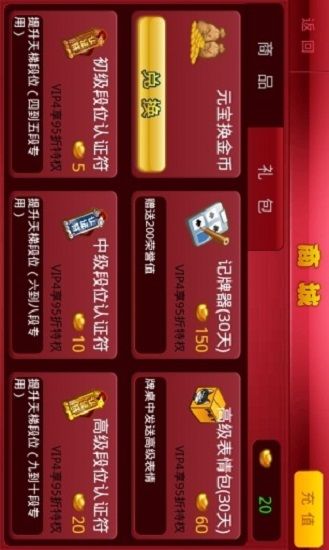 返回
商城
充值
商品
礼包
20
元宝换金币
兑换
记牌器(30天)
150
VIP4享95折特权
赠送200荣誉值
高级表情包(30天)
60
VIP4享95折特权
牌桌中发送高级表情
初级段位认证符
5
VIP4享95折特权
提升天梯段位（四到五段专
用）
中级段位认证符
10
VIP4享95折特权
提升天梯段位（六到八段专
用）
高级段位认证符
20
VIP4享95折特权
提升天梯段位（九到十段专
用）